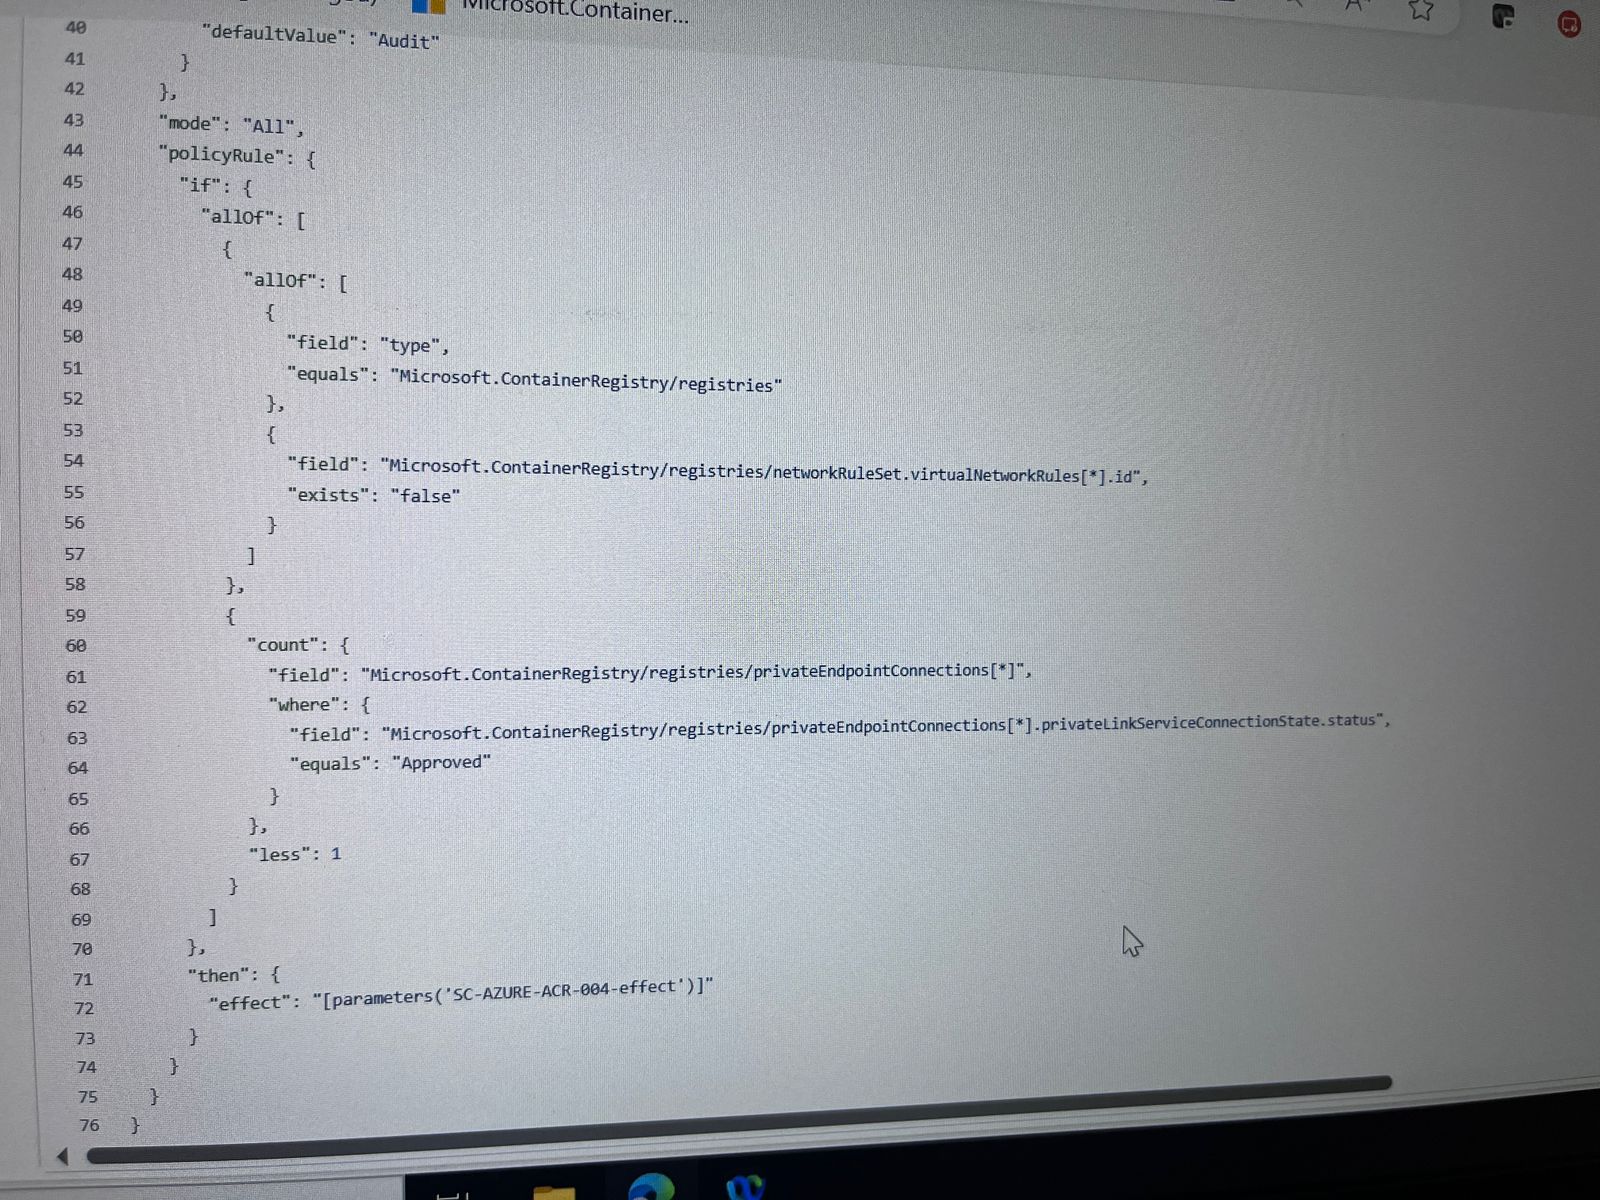 Microsoft.Container...
40 "defaultValue": "Audit"
41 }
42 },
43 "mode": "All",
44 "policyRule": {
45 "if": {
46 "allOf": [
47 {
48 "allOf": [
49 {
50 "field": "type",
51 "equals": "Microsoft.ContainerRegistry/registries"
52 },
53 {
54 "field": "Microsoft.ContainerRegistry/registries/networkRuleSet.virtualNetworkRules[*].id",
55 "exists": "false"
56 }
57 ]
58 },
59 {
60 "count": {
61 "field": "Microsoft.ContainerRegistry/registries/privateEndpointConnections[*]",
62 "where": {
63 "field": "Microsoft.ContainerRegistry/registries/privateEndpointConnections[*].privateLinkServiceConnectionState.status",
64 "equals": "Approved"
65 }
66 },
67 "less": 1
68 }
69 ]
70 },
71 "then": {
72 "effect": "[parameters('SC-AZURE-ACR-004-effect')]"
73 }
74 }
75 }
76 }